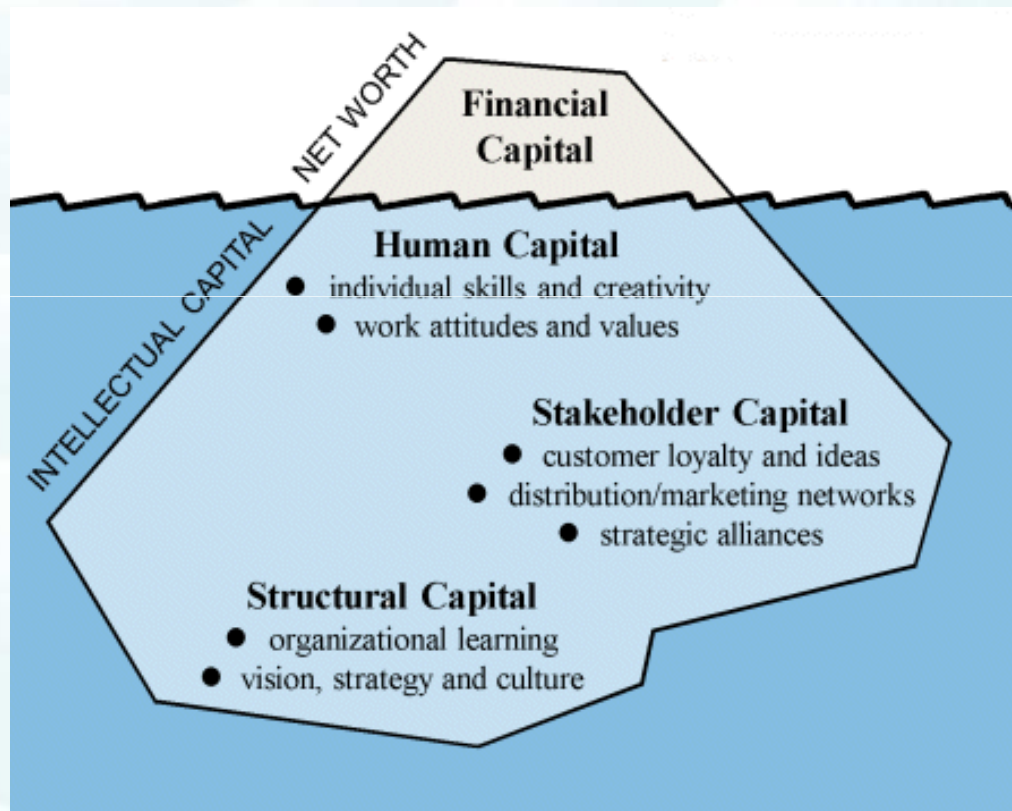 NET WORTH
Financial
Capital
INTELLECTUAL CAPITAL
Human Capital
● individual skills and creativity
● work attitudes and values
Stakeholder Capital
● customer loyalty and ideas
● distribution/marketing networks
● strategic alliances
Structural Capital
● organizational learning
● vision, strategy and culture